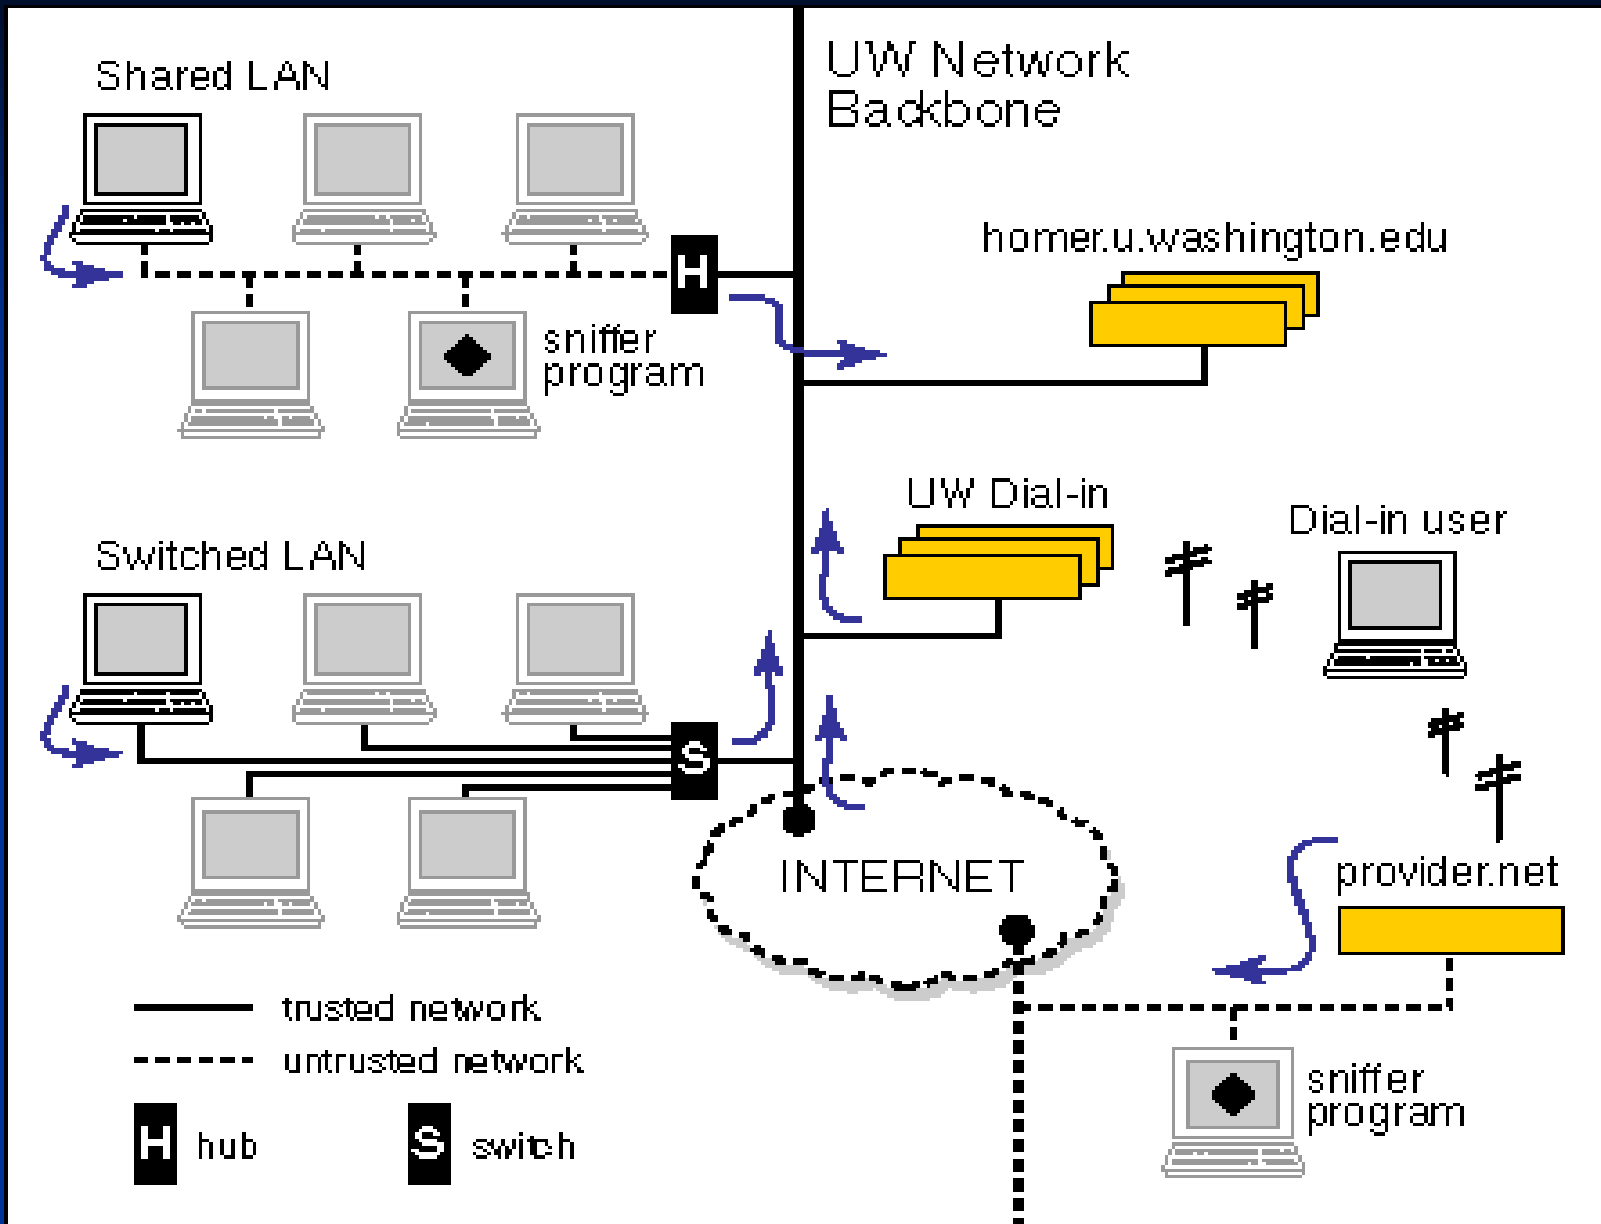 UW Network
Backbone
Shared LAN
homer.u.washington.edu
H
sniffer
program
UW Dial-in
Dial-in user
Switched LAN
S
INTERNET
provider.net
trusted network
untrusted network
sniffer
program
H hub
S switch